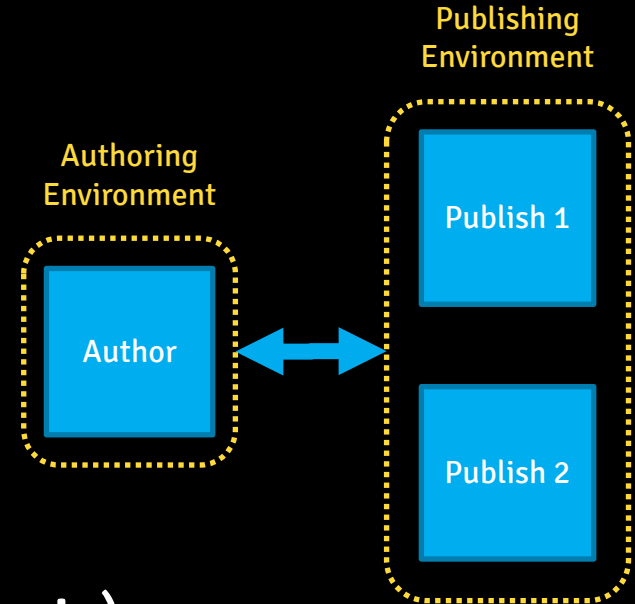 Publishing
Environment
Authoring
Environment
Publish 1
Author
Publish 2